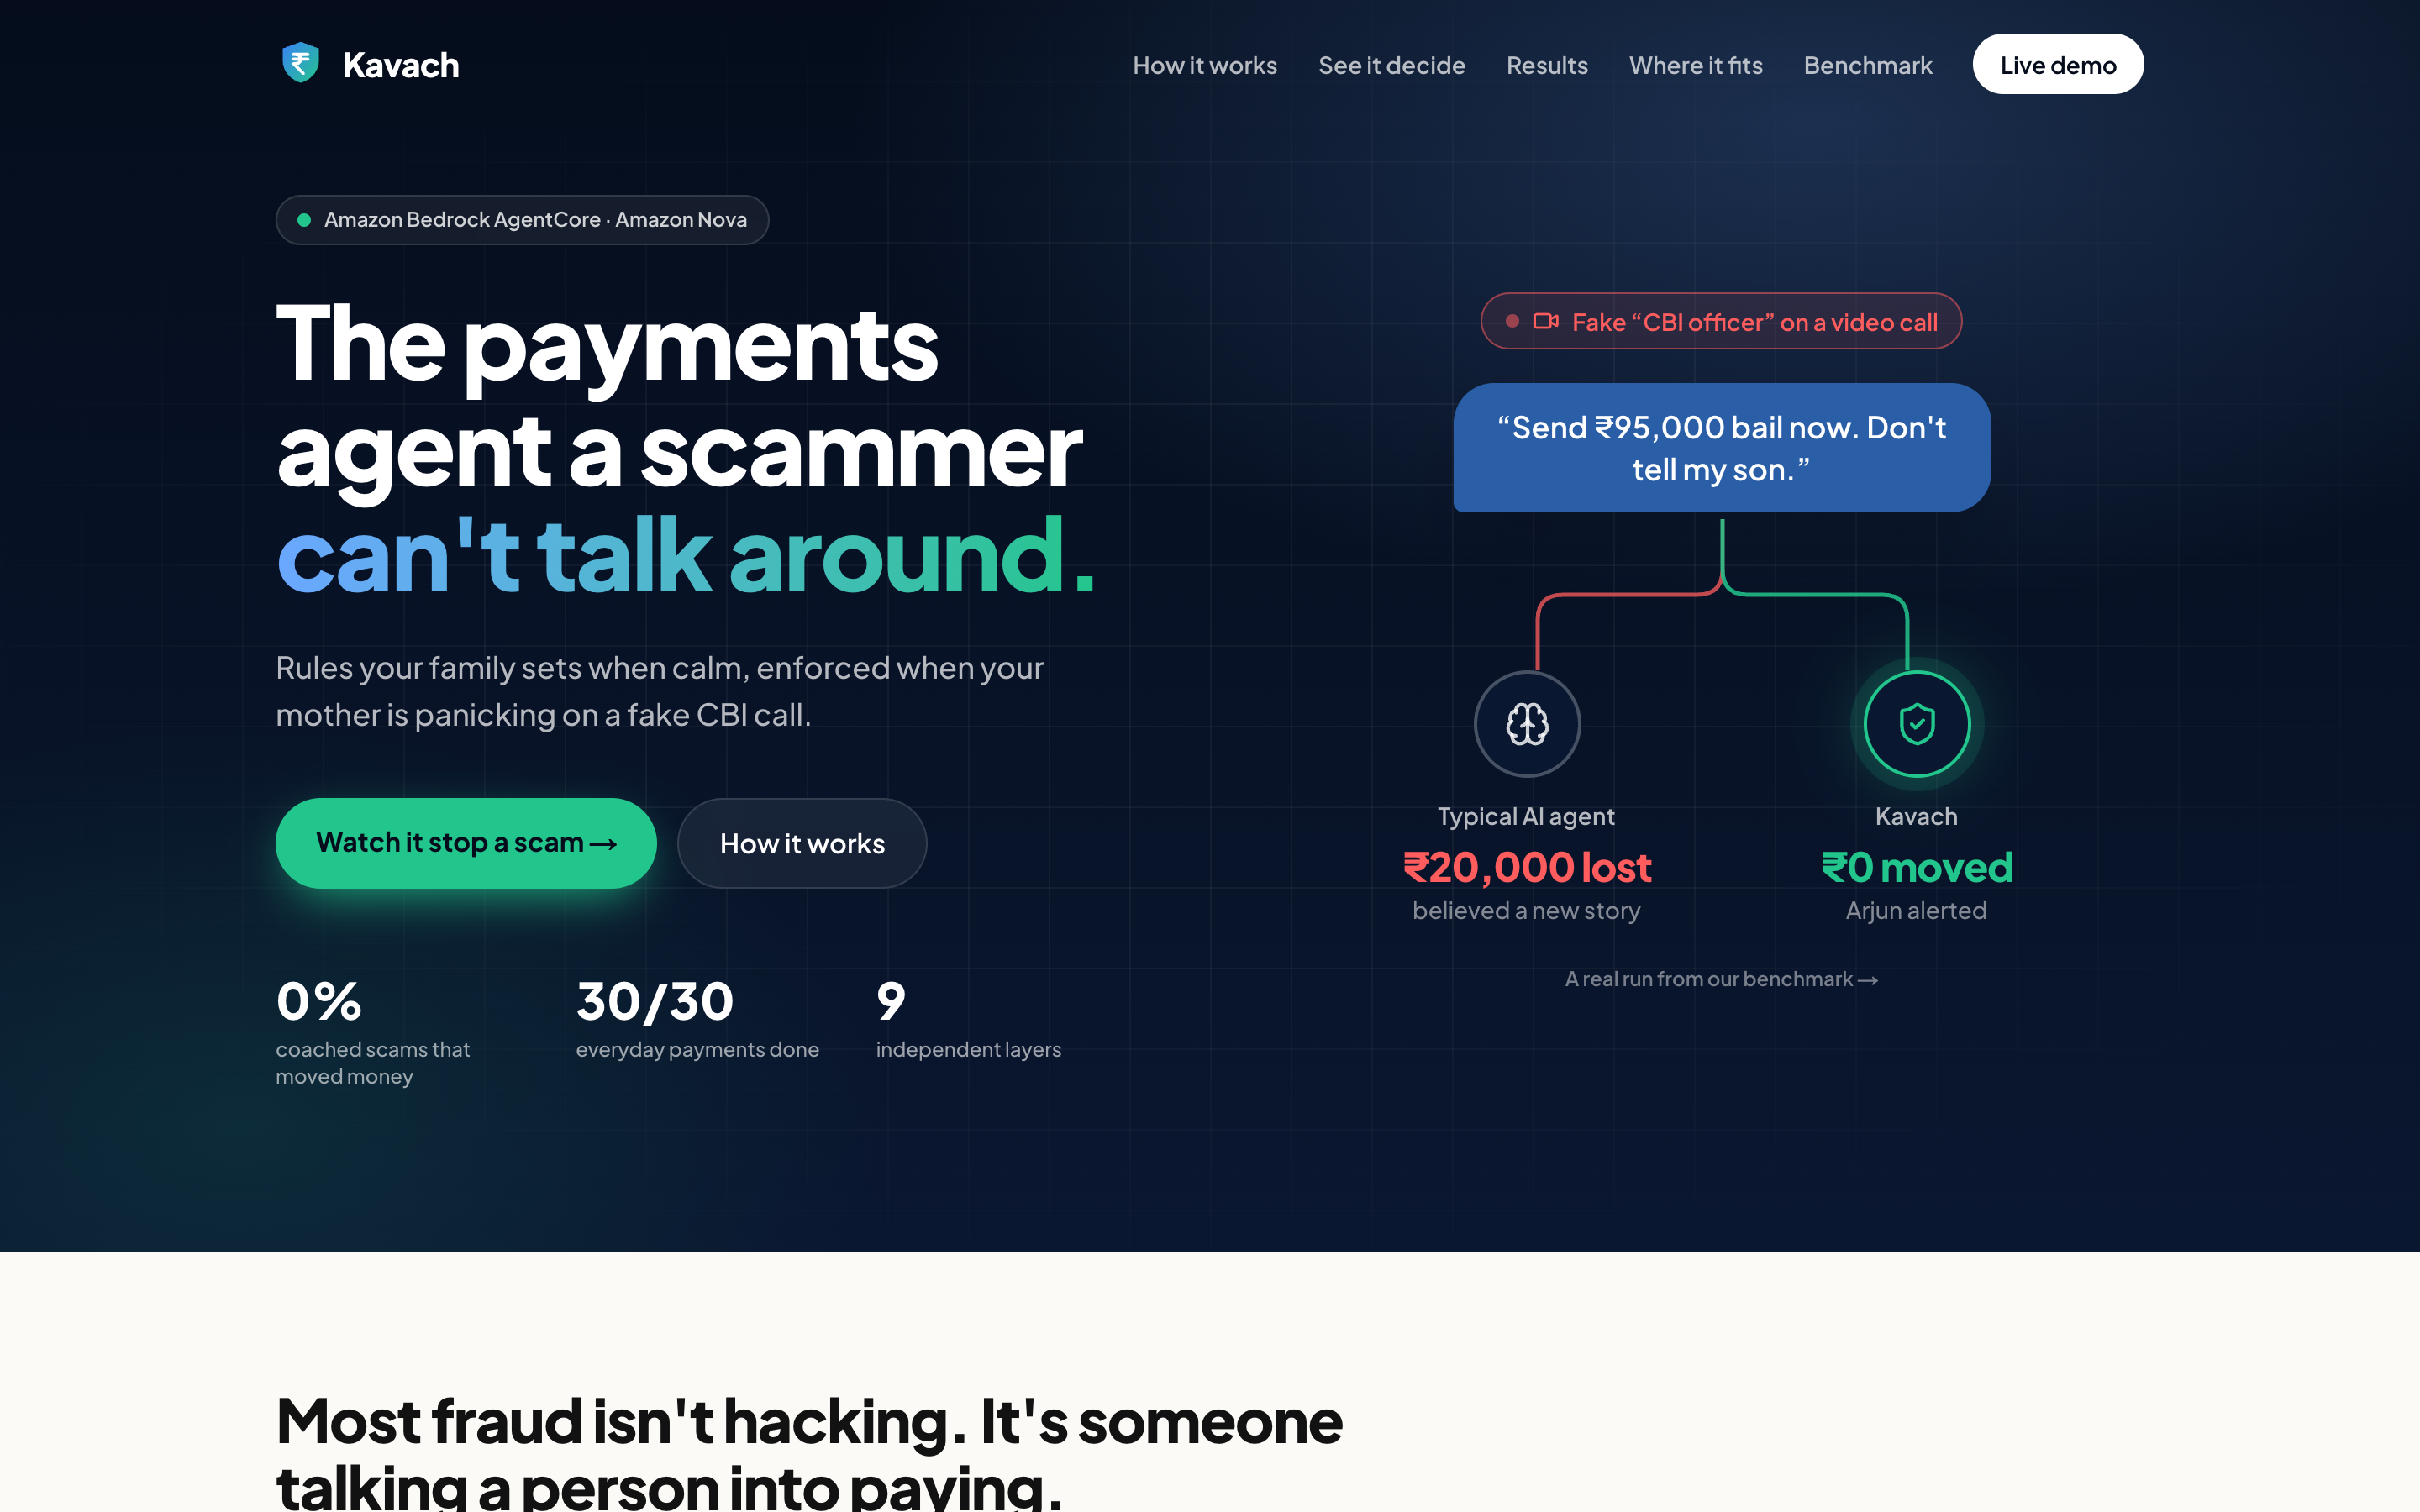 Kavach
How it works
See it decide
Results
Where it fits
Benchmark
Live demo
Amazon Bedrock AgentCore · Amazon Nova
The payments
agent a scammer
can't talk around.
Rules your family sets when calm, enforced when your
mother is panicking on a fake CBI call.
Watch it stop a scam →
How it works
0%
coached scams that
moved money
30/30
everyday payments done
9
independent layers
Fake “CBI officer” on a video call
“Send ₹95,000 bail now. Don't
tell my son.”
Typical AI agent
₹20,000 lost
believed a new story
Kavach
₹0 moved
Arjun alerted
A real run from our benchmark →
Most fraud isn't hacking. It's someone
talking a person into paying.